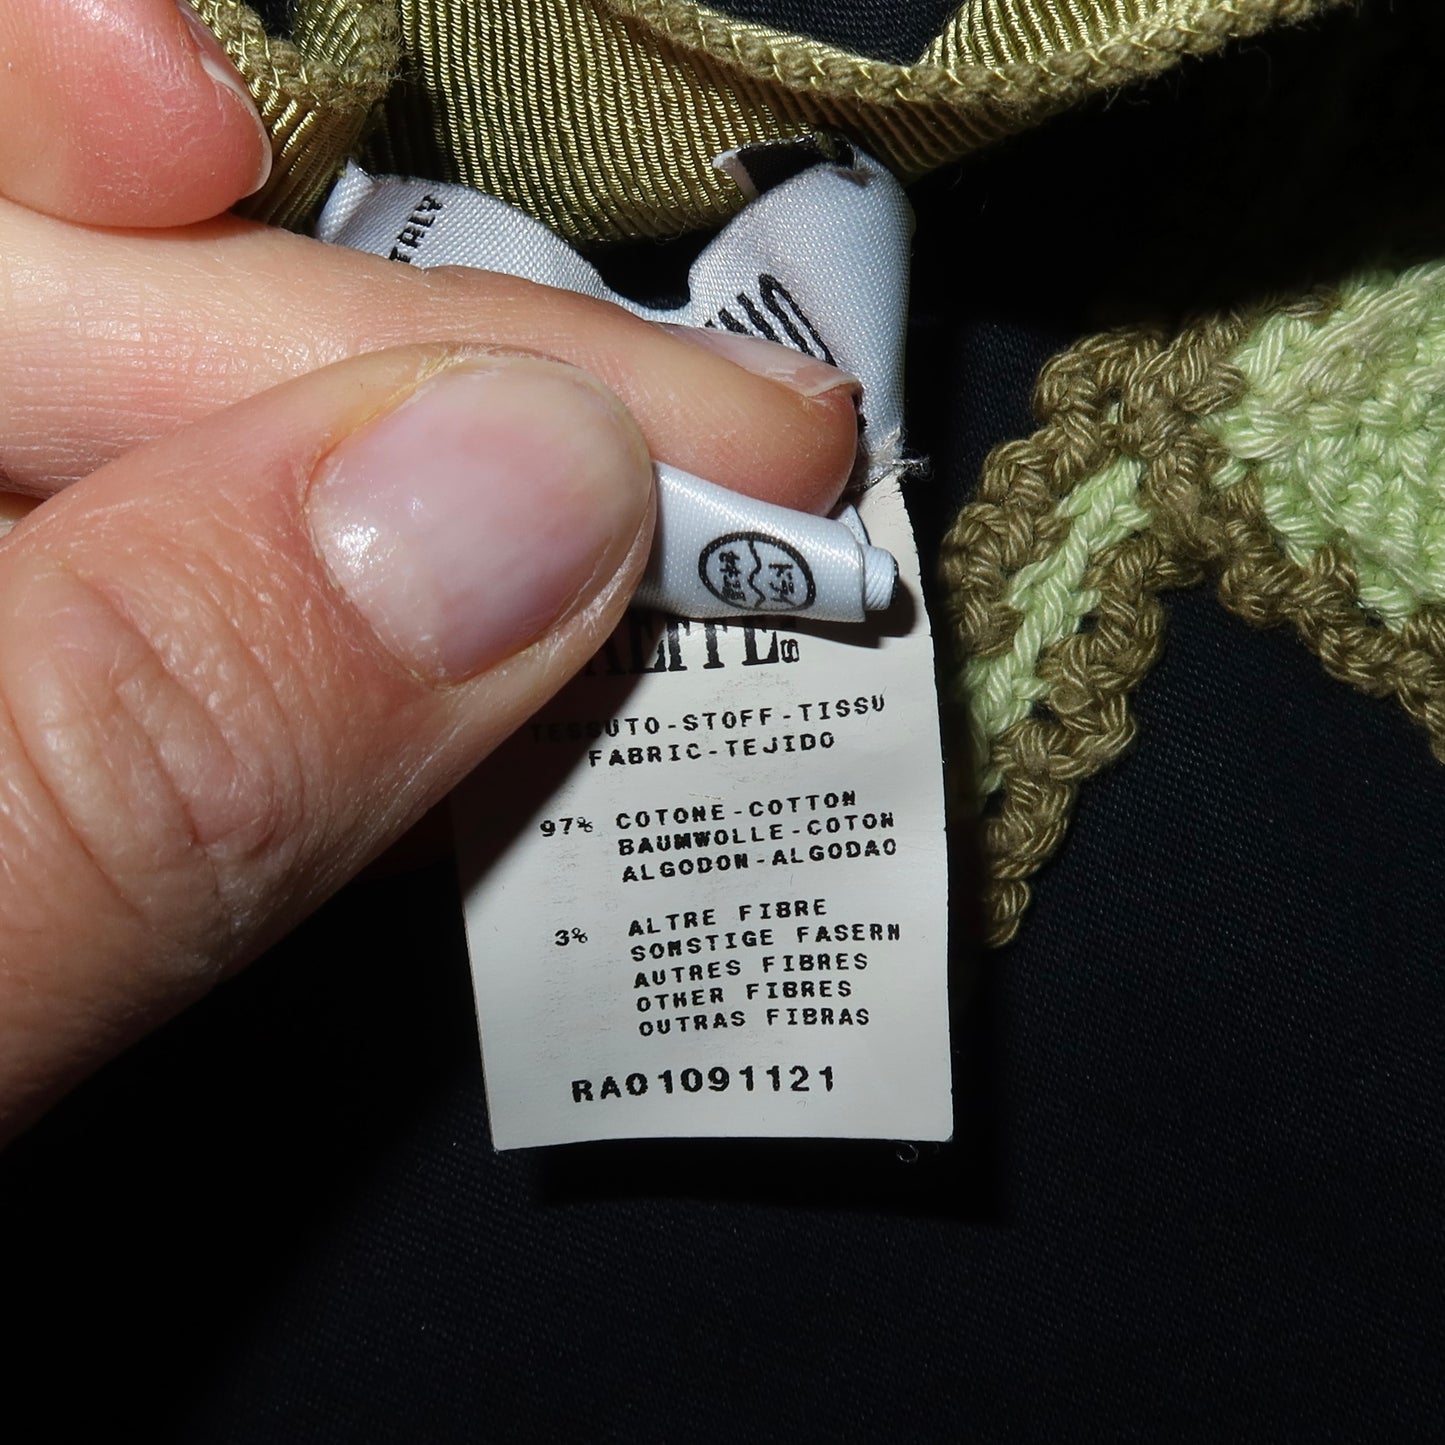 ITALY
TESSUTO-STOFF-TISSU
FABRIC-TEJIDO
97% COTONE-COTTON
BAUMWOLLE-COTON
ALGODON-ALGODAO
3% ALTRE FIBRE
SONSTIGE FASERN
AUTRES FIBRES
OTHER FIBRES
OUTRAS FIBRAS
RA01091121